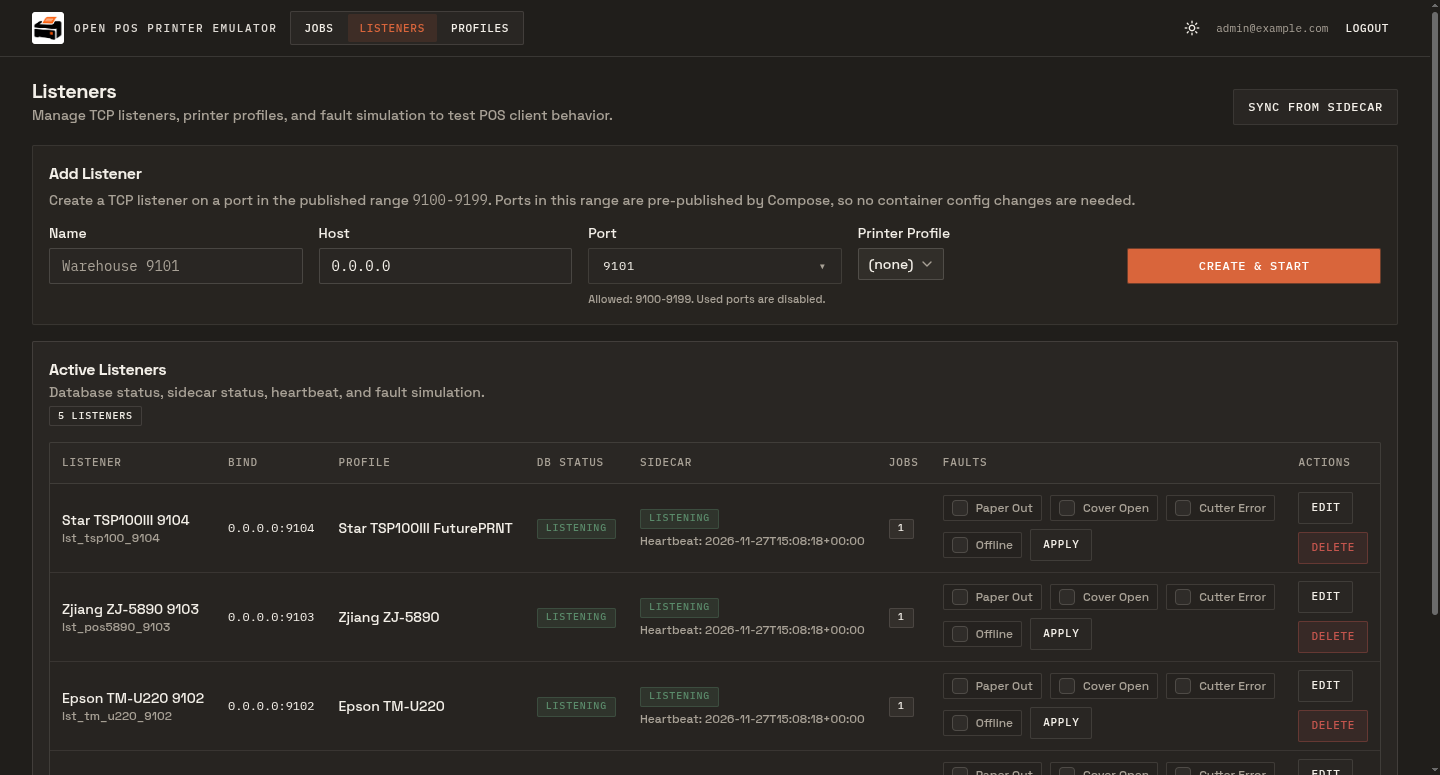 OPEN POS PRINTER EMULATOR
JOBS
LISTENERS
PROFILES
admin@example.com
LOGOUT
Listeners
Manage TCP listeners, printer profiles, and fault simulation to test POS client behavior.
SYNC FROM SIDECAR
Add Listener
Create a TCP listener on a port in the published range 9100-9199. Ports in this range are pre-published by Compose, so no container config changes are needed.
Name
Host
Port
Printer Profile
Warehouse 9101
0.0.0.0
9101
(none)
CREATE & START
Allowed: 9100-9199. Used ports are disabled.
Active Listeners
Database status, sidecar status, heartbeat, and fault simulation.
5 LISTENERS
LISTENER BIND PROFILE DB STATUS SIDECAR JOBS FAULTS ACTIONS
Star TSP100III 9104
lst_tsp100_9104
0.0.0.0:9104
Star TSP100III FuturePRNT
LISTENING
LISTENING
Heartbeat: 2026-11-27T15:08:18+00:00
1
Paper Out
Cover Open
Cutter Error
Offline
APPLY
EDIT
DELETE
Zjiang ZJ-5890 9103
lst_pos5890_9103
0.0.0.0:9103
Zjiang ZJ-5890
LISTENING
LISTENING
Heartbeat: 2026-11-27T15:08:18+00:00
1
Paper Out
Cover Open
Cutter Error
Offline
APPLY
EDIT
DELETE
Epson TM-U220 9102
lst_tm_u220_9102
0.0.0.0:9102
Epson TM-U220
LISTENING
LISTENING
Heartbeat: 2026-11-27T15:08:18+00:00
1
Paper Out
Cover Open
Cutter Error
Offline
APPLY
EDIT
DELETE
Paper Out
Cover Open
Cutter Error
EDIT